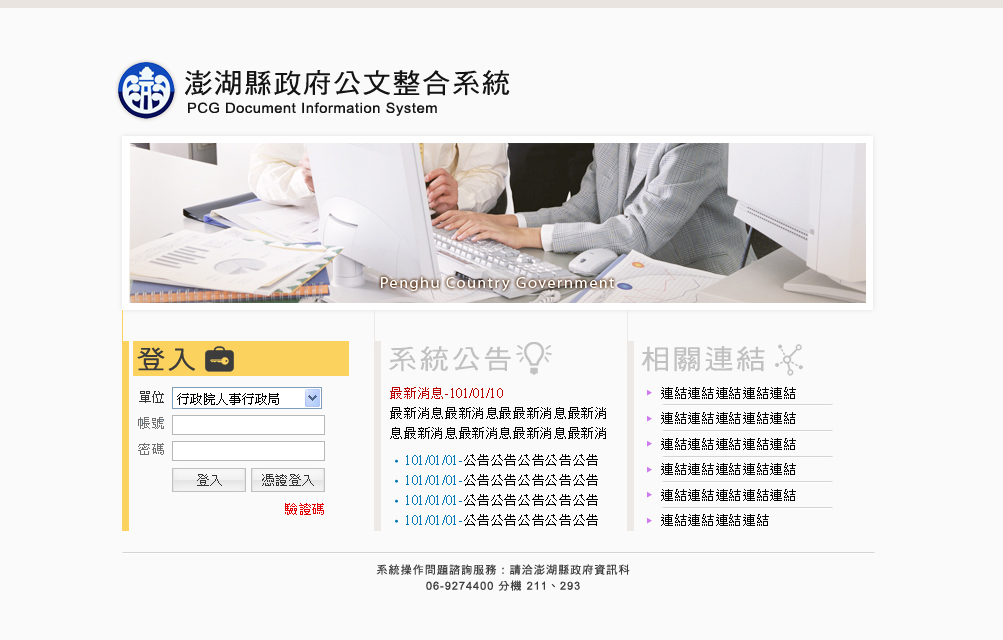 澎湖縣政府公文整合系統
PCG Document Information System
Penghu Country Government
登入
單位 行政院人事行政局
帳號
密碼
登入 憑證登入
驗證碼
系統公告
最新消息-101/01/10
最新消息最新消息最最新消息最新消
息最新消息最新消息最新消息最新消
101/01/01-公告公告公告公告公告
101/01/01-公告公告公告公告公告
101/01/01-公告公告公告公告公告
101/01/01-公告公告公告公告公告
相關連結
連結連結連結連結連結
連結連結連結連結連結
連結連結連結連結連結
連結連結連結連結連結
連結連結連結連結連結
連結連結連結連結
系統操作問題諮詢服務：請洽澎湖縣政府資訊科
06-9274400 分機 211、293